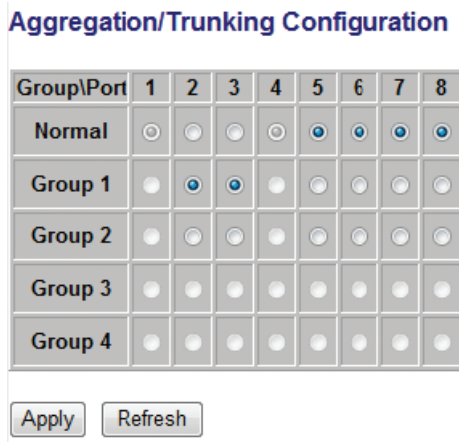 Aggregation/Trunking Configuration
Group\Port 1 2 3 4 5 6 7 8
Normal
Group 1
Group 2
Group 3
Group 4
Apply Refresh